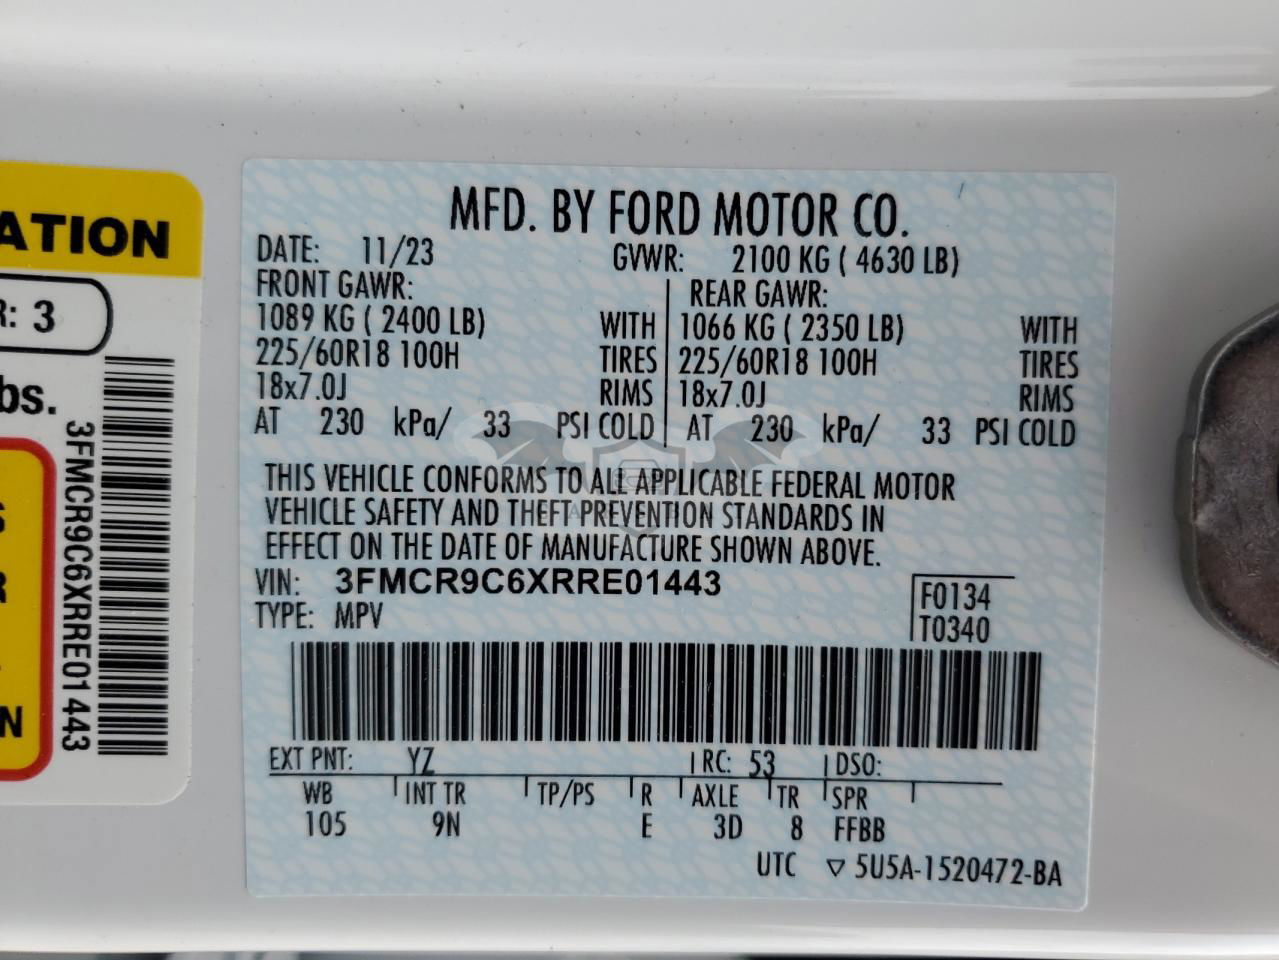 ATION
R: 3
bs.
3FMCR9C6XRRE01443
S
R
N
MFD. BY FORD MOTOR CO.
DATE: 11/23 GVWR: 2100 KG ( 4630 LB)
FRONT GAWR: REAR GAWR:
1089 KG ( 2400 LB) WITH 1066 KG ( 2350 LB) WITH
225/60R18 100H TIRES 225/60R18 100H TIRES
18x7.0J RIMS 18x7.0J RIMS
AT 230 kPa/ 33 PSI COLD AT 230 kPa/ 33 PSI COLD
THIS VEHICLE CONFORMS TO ALL APPLICABLE FEDERAL MOTOR
VEHICLE SAFETY AND THEFT PREVENTION STANDARDS IN
EFFECT ON THE DATE OF MANUFACTURE SHOWN ABOVE.
VIN: 3FMCR9C6XRRE01443 F0134
TYPE: MPV T0340
EXT PNT: YZ RC: 53 DSO:
WB INT TR TP/PS R AXLE TR SPR
105 9N E 3D 8 FFBB
UTC ▽ 5U5A-1520472-BA